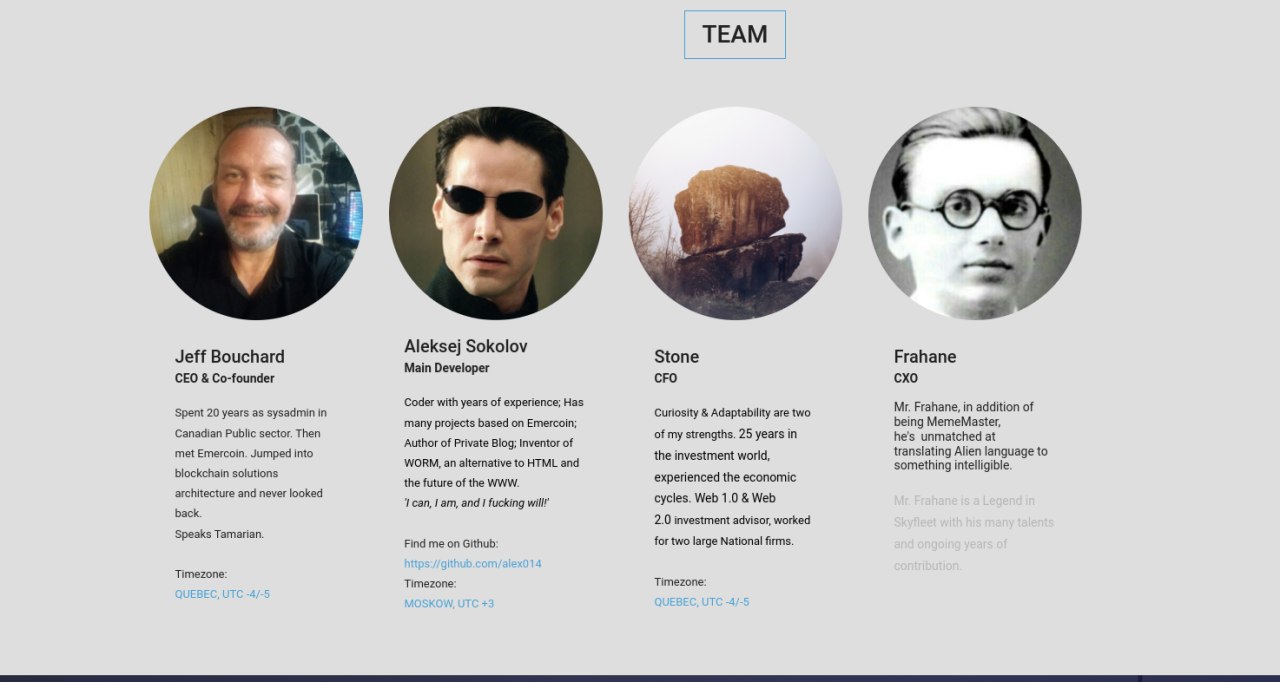 TEAM
Jeff Bouchard
CEO & Co-founder
Spent 20 years as sysadmin in
Canadian Public sector. Then
met Emercoin. Jumped into
blockchain solutions
architecture and never looked
back.
Speaks Tamarian.
Timezone:
QUEBEC, UTC -4/-5
Aleksej Sokolov
Main Developer
Coder with years of experience; Has
many projects based on Emercoin;
Author of Private Blog; Inventor of
WORM, an alternative to HTML and
the future of the WWW.
'I can, I am, and I fucking will!'
Find me on Github:
https://github.com/alex014
Timezone:
MOSKOW, UTC +3
Stone
CFO
Curiosity & Adaptability are two
of my strengths. 25 years in
the investment world,
experienced the economic
cycles. Web 1.0 & Web
2.0 investment advisor, worked
for two large National firms.
Timezone:
QUEBEC, UTC -4/-5
Frahane
CXO
Mr. Frahane, in addition of
being MemeMaster,
he's  unmatched at
translating Alien language to
something intelligible.
Mr. Frahane is a Legend in
Skyfleet with his many talents
and ongoing years of
contribution.